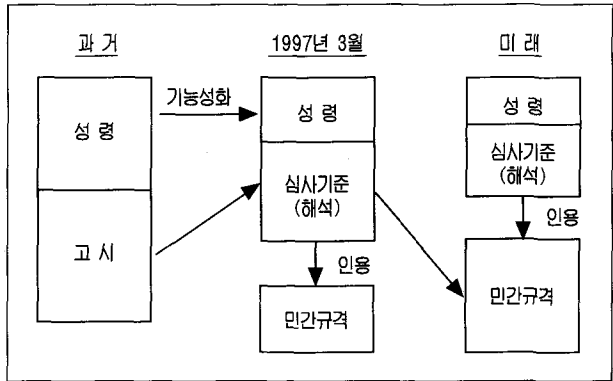 과 거
1997년 3월
미 래
성 령
기능성화
성 령
성 령
고 시
심사기준
(해석)
심사기준
(해석)
인용
인용
민간규격
민간규격